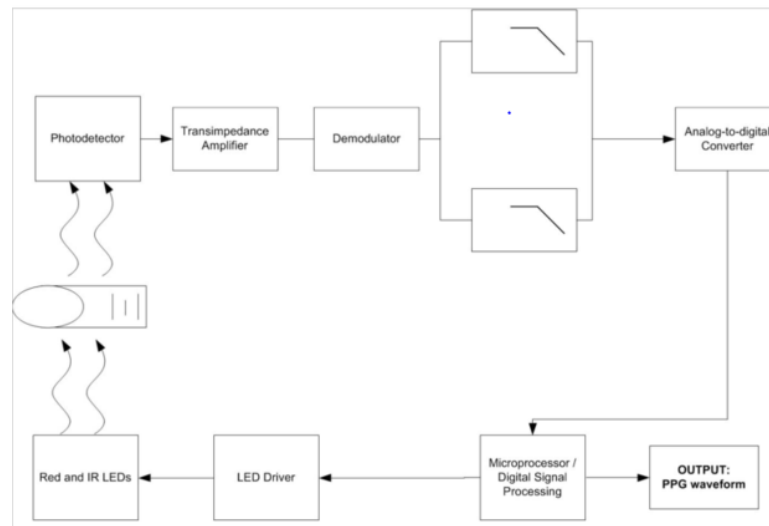 Photodetector
Transimpedance
Amplifier
Demodulator
Analog-to-digital
Converter
Red and IR LEDs
LED Driver
Microprocessor /
Digital Signal
Processing
OUTPUT:
PPG waveform